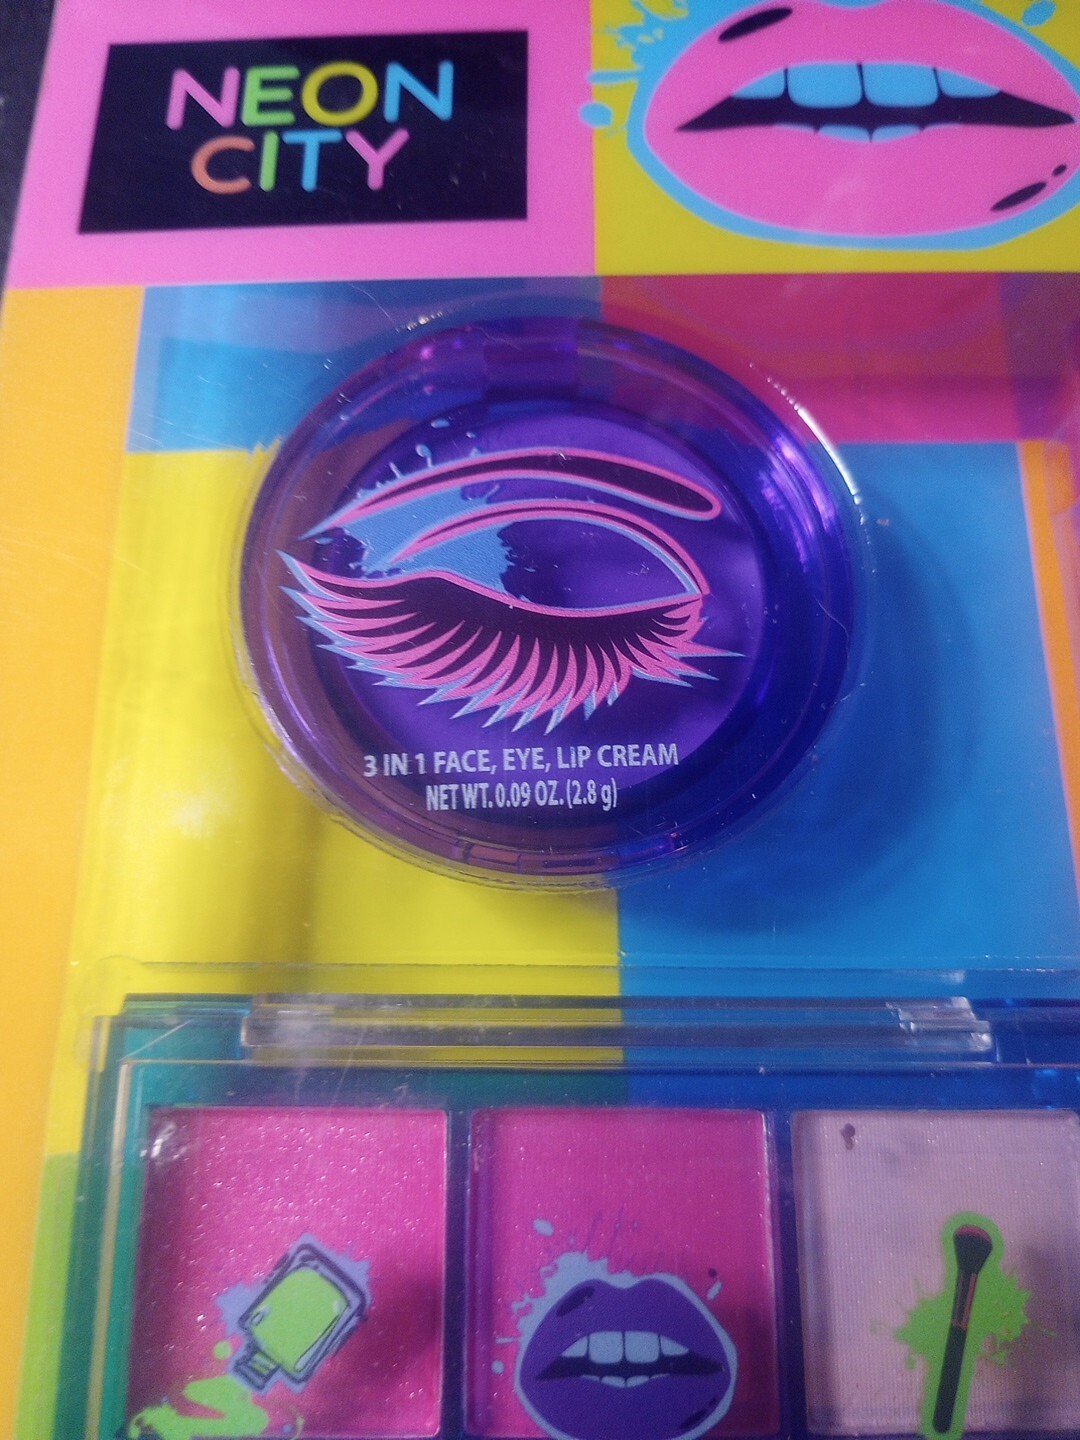 NEON
CITY
3 IN 1 FACE, EYE, LIP CREAM
NET WT. 0.09 OZ. (2.8 g)